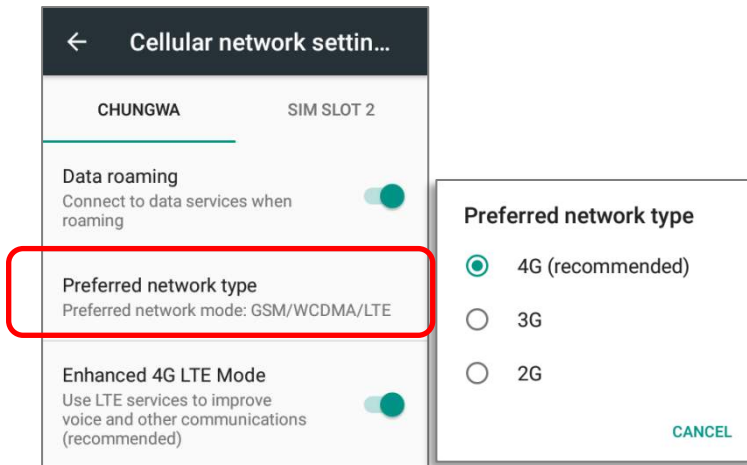 Cellular network settin...
CHUNGWA
SIM SLOT 2
Data roaming
Connect to data services when
roaming
Preferred network type
Preferred network mode: GSM/WCDMA/LTE
Enhanced 4G LTE Mode
Use LTE services to improve
voice and other communications
(recommended)
Preferred network type
4G (recommended)
3G
2G
CANCEL